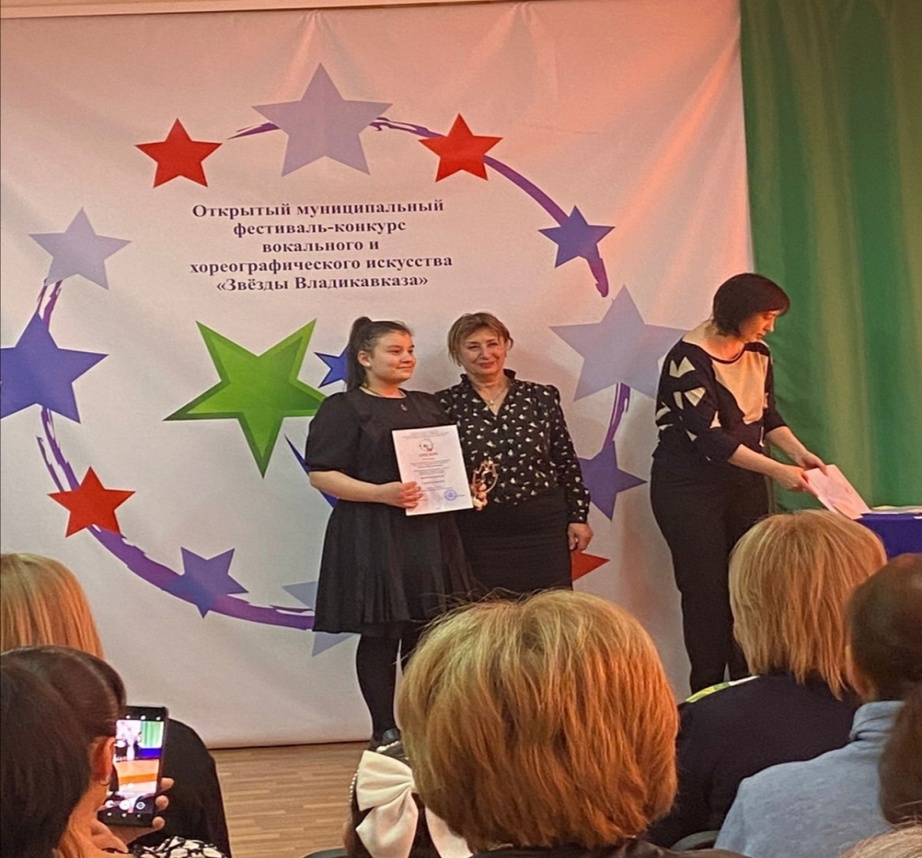 Открытый муниципальный
фестиваль-конкурс
вокального и
хореографического искусства
«Звёзды Владикавказа»